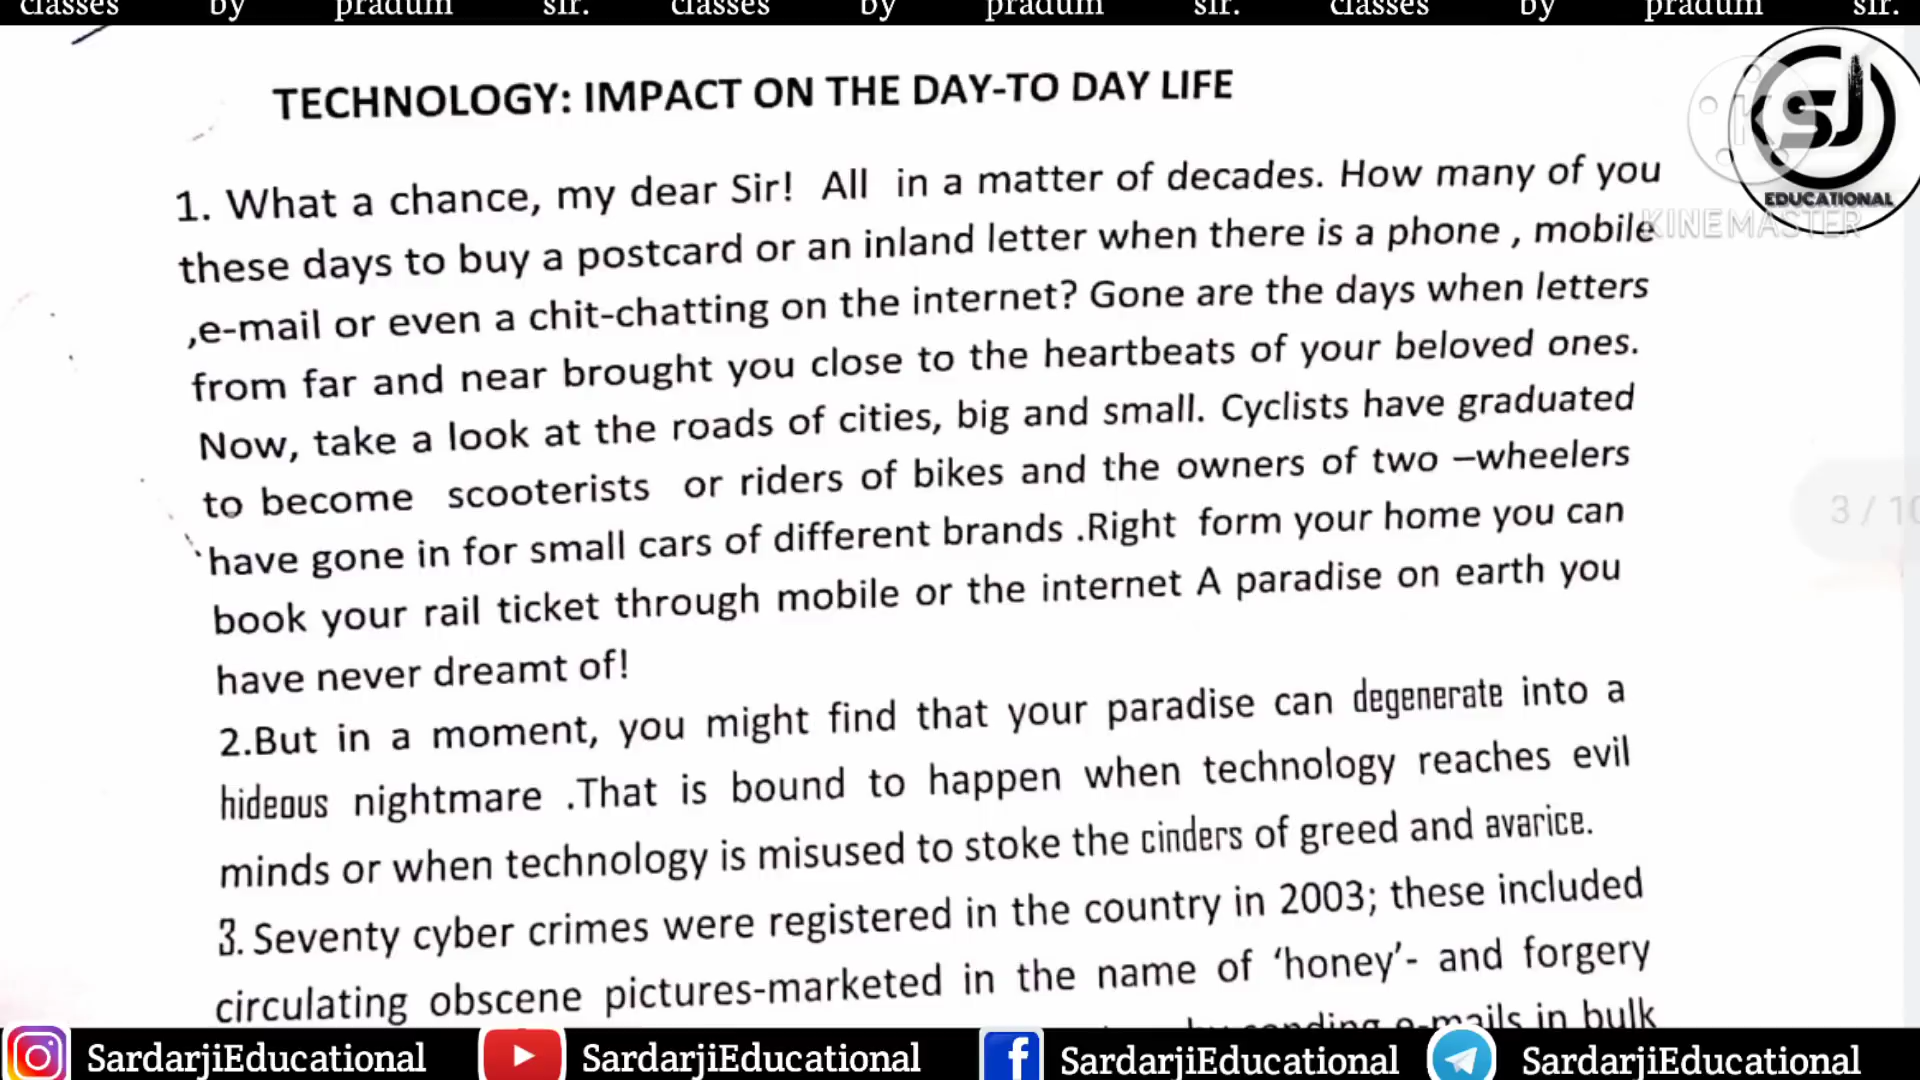 classes by pradum sir. classes by pradum sir. classes by pradum sir.
TECHNOLOGY: IMPACT ON THE DAY-TO DAY LIFE
1. What a chance, my dear Sir! All in a matter of decades. How many of you
these days to buy a postcard or an inland letter when there is a phone , mobile
,e-mail or even a chit-chatting on the internet? Gone are the days when letters
from far and near brought you close to the heartbeats of your beloved ones.
Now, take a look at the roads of cities, big and small. Cyclists have graduated
to become scooterists or riders of bikes and the owners of two –wheelers
have gone in for small cars of different brands .Right form your home you can
book your rail ticket through mobile or the internet A paradise on earth you
have never dreamt of!
2.But in a moment, you might find that your paradise can degenerate into a
hideous nightmare .That is bound to happen when technology reaches evil
minds or when technology is misused to stoke the cinders of greed and avarice.
3. Seventy cyber crimes were registered in the country in 2003; these included
circulating obscene pictures-marketed in the name of ‘honey’- and forgery
by sending e-mails in bulk
SJ
EDUCATIONAL
KINEMASTER
3 / 10
SardarjiEducational SardarjiEducational SardarjiEducational SardarjiEducational